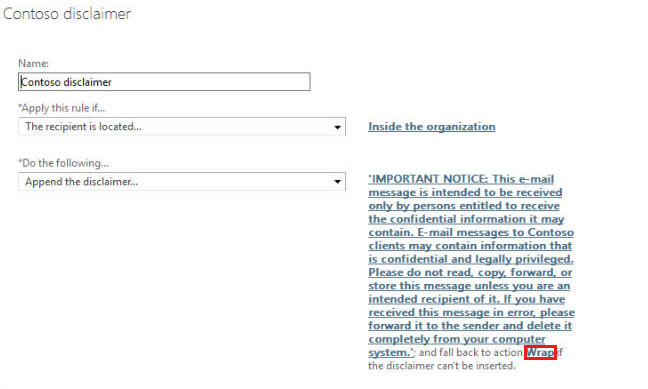 Contoso disclaimer
Name:
Contoso disclaimer
*Apply this rule if...
The recipient is located...
Inside the organization
*Do the following...
Append the disclaimer...
'IMPORTANT NOTICE: This e-mail
message is intended to be received
only by persons entitled to receive
the confidential information it may
contain. E-mail messages to Contoso
clients may contain information that
is confidential and legally privileged.
Please do not read, copy, forward, or
store this message unless you are an
intended recipient of it. If you have
received this message in error, please
forward it to the sender and delete it
completely from your computer
system.'; and fall back to action Wrap if
the disclaimer can't be inserted.